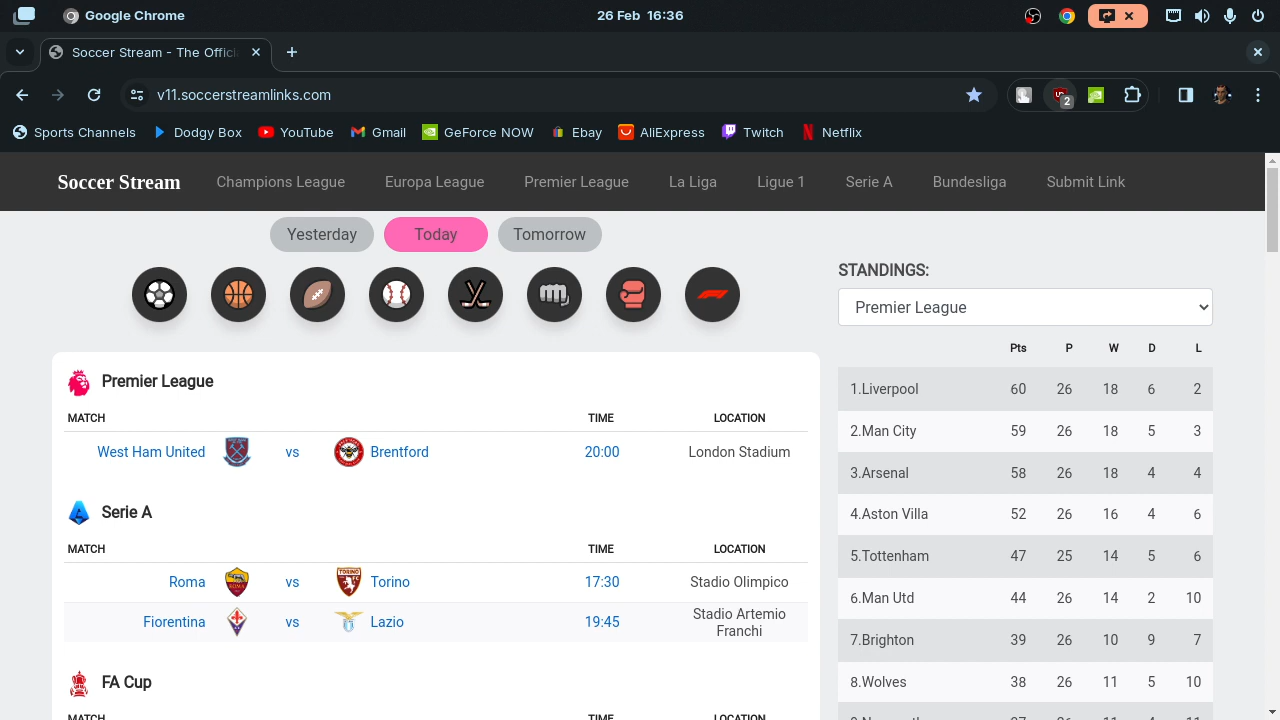 Google Chrome
26 Feb 16:36
Soccer Stream - The Offici
v11.soccerstreamlinks.com
2
Sports Channels
Dodgy Box
YouTube
Gmail
GeForce NOW
Ebay
AliExpress
Twitch
Netflix
Soccer Stream
Champions League
Europa League
Premier League
La Liga
Ligue 1
Serie A
Bundesliga
Submit Link
Yesterday
Today
Tomorrow
Premier League
MATCH TIME LOCATION
West Ham United vs Brentford 20:00 London Stadium
Serie A
MATCH TIME LOCATION
Roma vs Torino 17:30 Stadio Olimpico
Fiorentina vs Lazio 19:45 Stadio Artemio
Franchi
FA Cup
MATCH TIME LOCATION
STANDINGS:
Premier League
Pts P W D L
1.Liverpool 60 26 18 6 2
2.Man City 59 26 18 5 3
3.Arsenal 58 26 18 4 4
4.Aston Villa 52 26 16 4 6
5.Tottenham 47 25 14 5 6
6.Man Utd 44 26 14 2 10
7.Brighton 39 26 10 9 7
8.Wolves 38 26 11 5 10